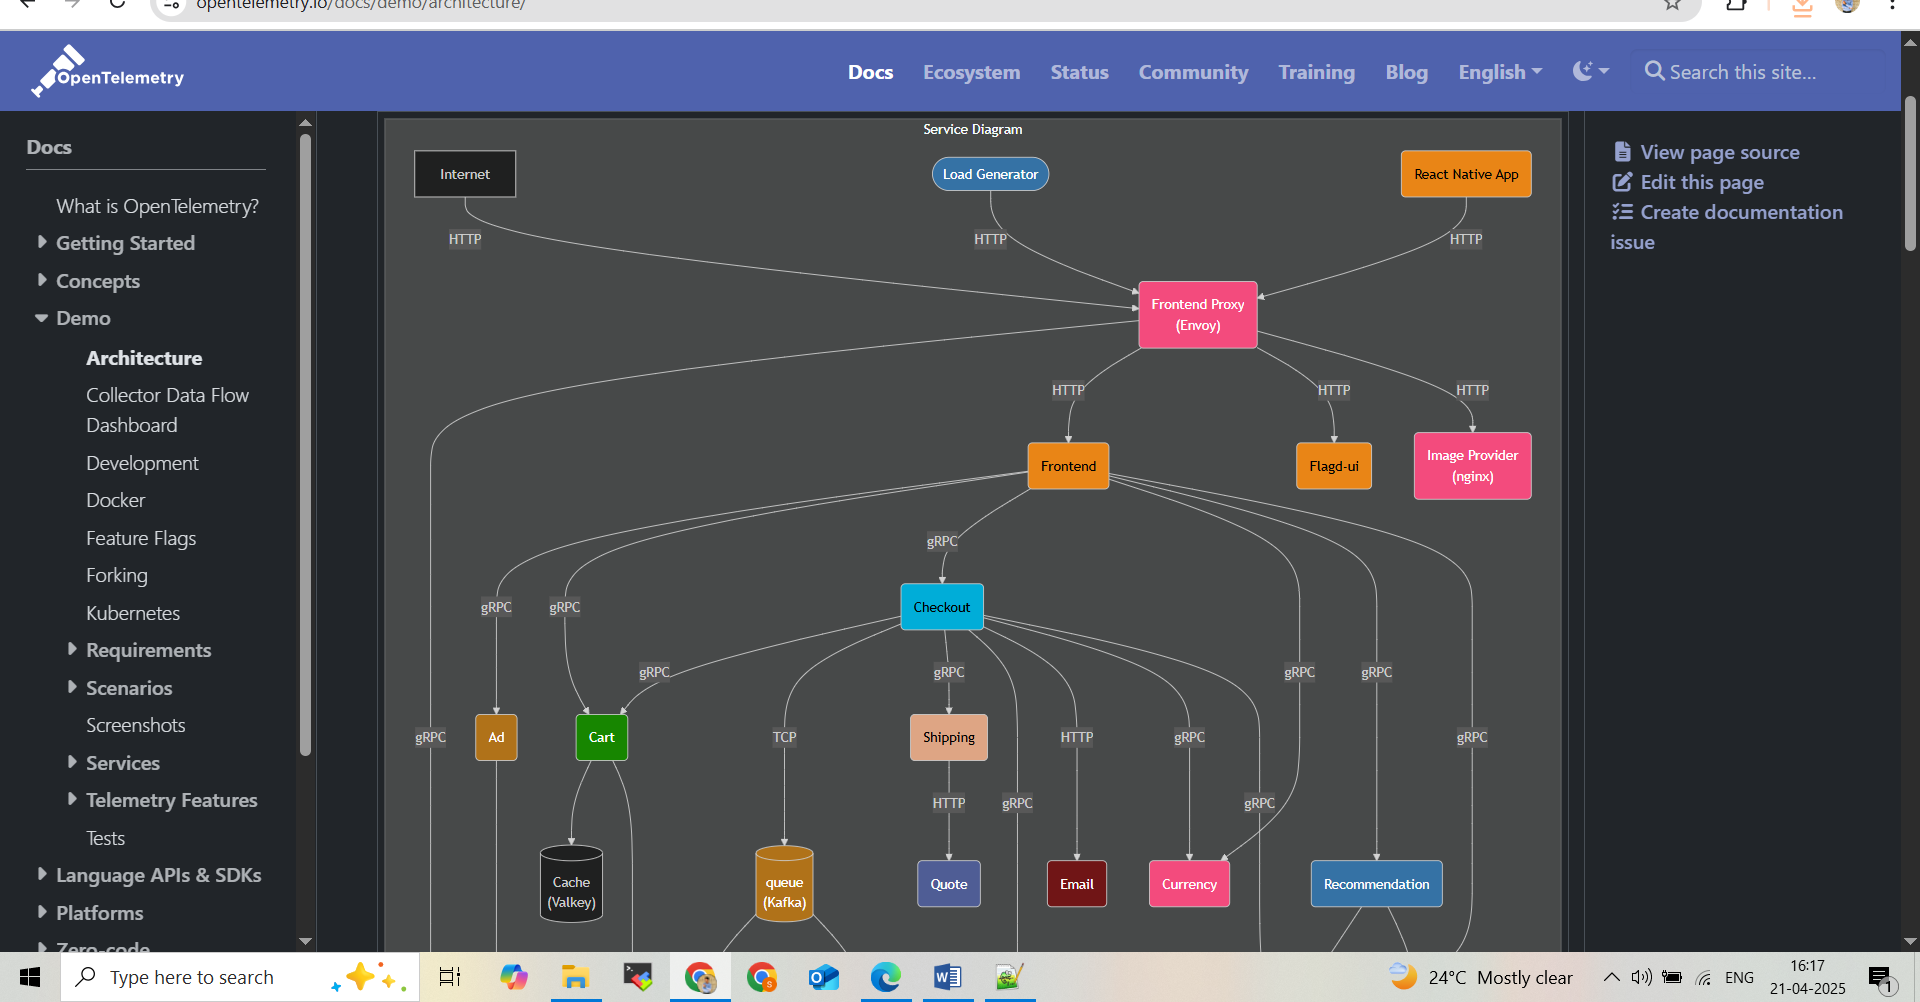 opentelemetry.io/docs/demo/architecture/
OpenTelemetry
Docs
Ecosystem
Status
Community
Training
Blog
English
Search this site...
Docs
What is OpenTelemetry?
Getting Started
Concepts
Demo
Architecture
Collector Data Flow
Dashboard
Development
Docker
Feature Flags
Forking
Kubernetes
Requirements
Scenarios
Screenshots
Services
Telemetry Features
Tests
Language APIs & SDKs
Platforms
Zero-code
Service Diagram
Internet
Load Generator
React Native App
HTTP
HTTP
HTTP
Frontend Proxy
(Envoy)
HTTP
HTTP
HTTP
Frontend
Flagd-ui
Image Provider
(nginx)
gRPC
Checkout
gRPC
gRPC
gRPC
gRPC
gRPC
gRPC
gRPC
Ad
Cart
TCP
Shipping
HTTP
gRPC
gRPC
HTTP
gRPC
gRPC
Cache
(Valkey)
queue
(Kafka)
Quote
Email
Currency
Recommendation
View page source
Edit this page
Create documentation
issue
Type here to search
S
24°C Mostly clear
ENG
16:17
21-04-2025
1